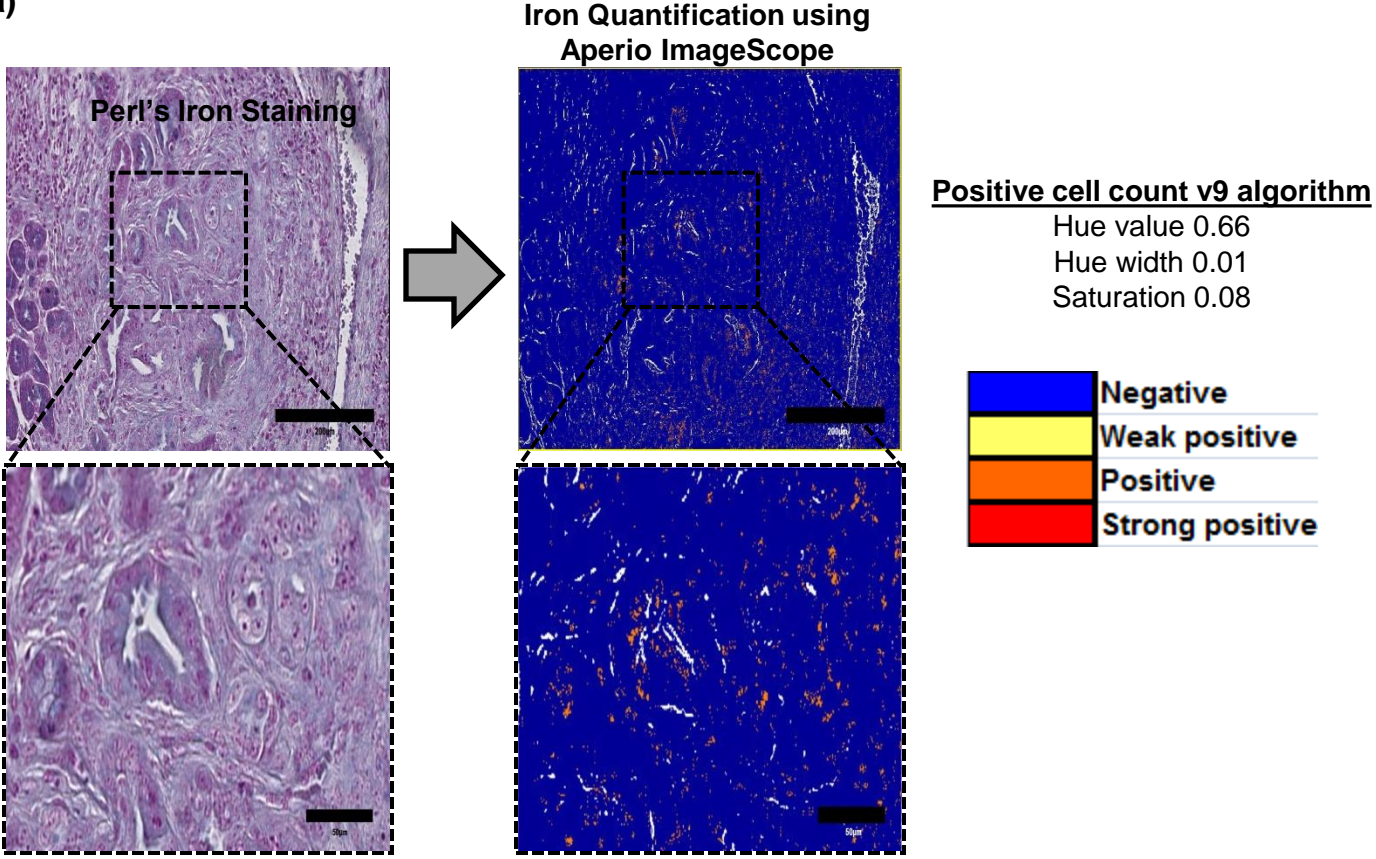 Iron Quantification using
Aperio ImageScope
Perl's Iron Staining
200µm
200µm
50µm
50µm
Positive cell count v9 algorithm
Hue value 0.66
Hue width 0.01
Saturation 0.08
Negative
Weak positive
Positive
Strong positive